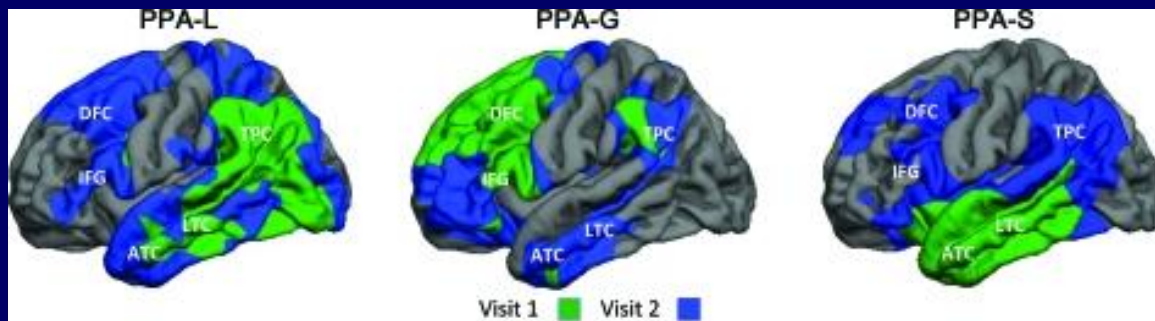 PPA-L
PPA-G
PPA-S
DFC
TPC
IFG
LTC
ATC
DFC
TPC
IFG
LTC
ATC
DFC
TPC
IFG
LTC
ATC
Visit 1 Visit 2